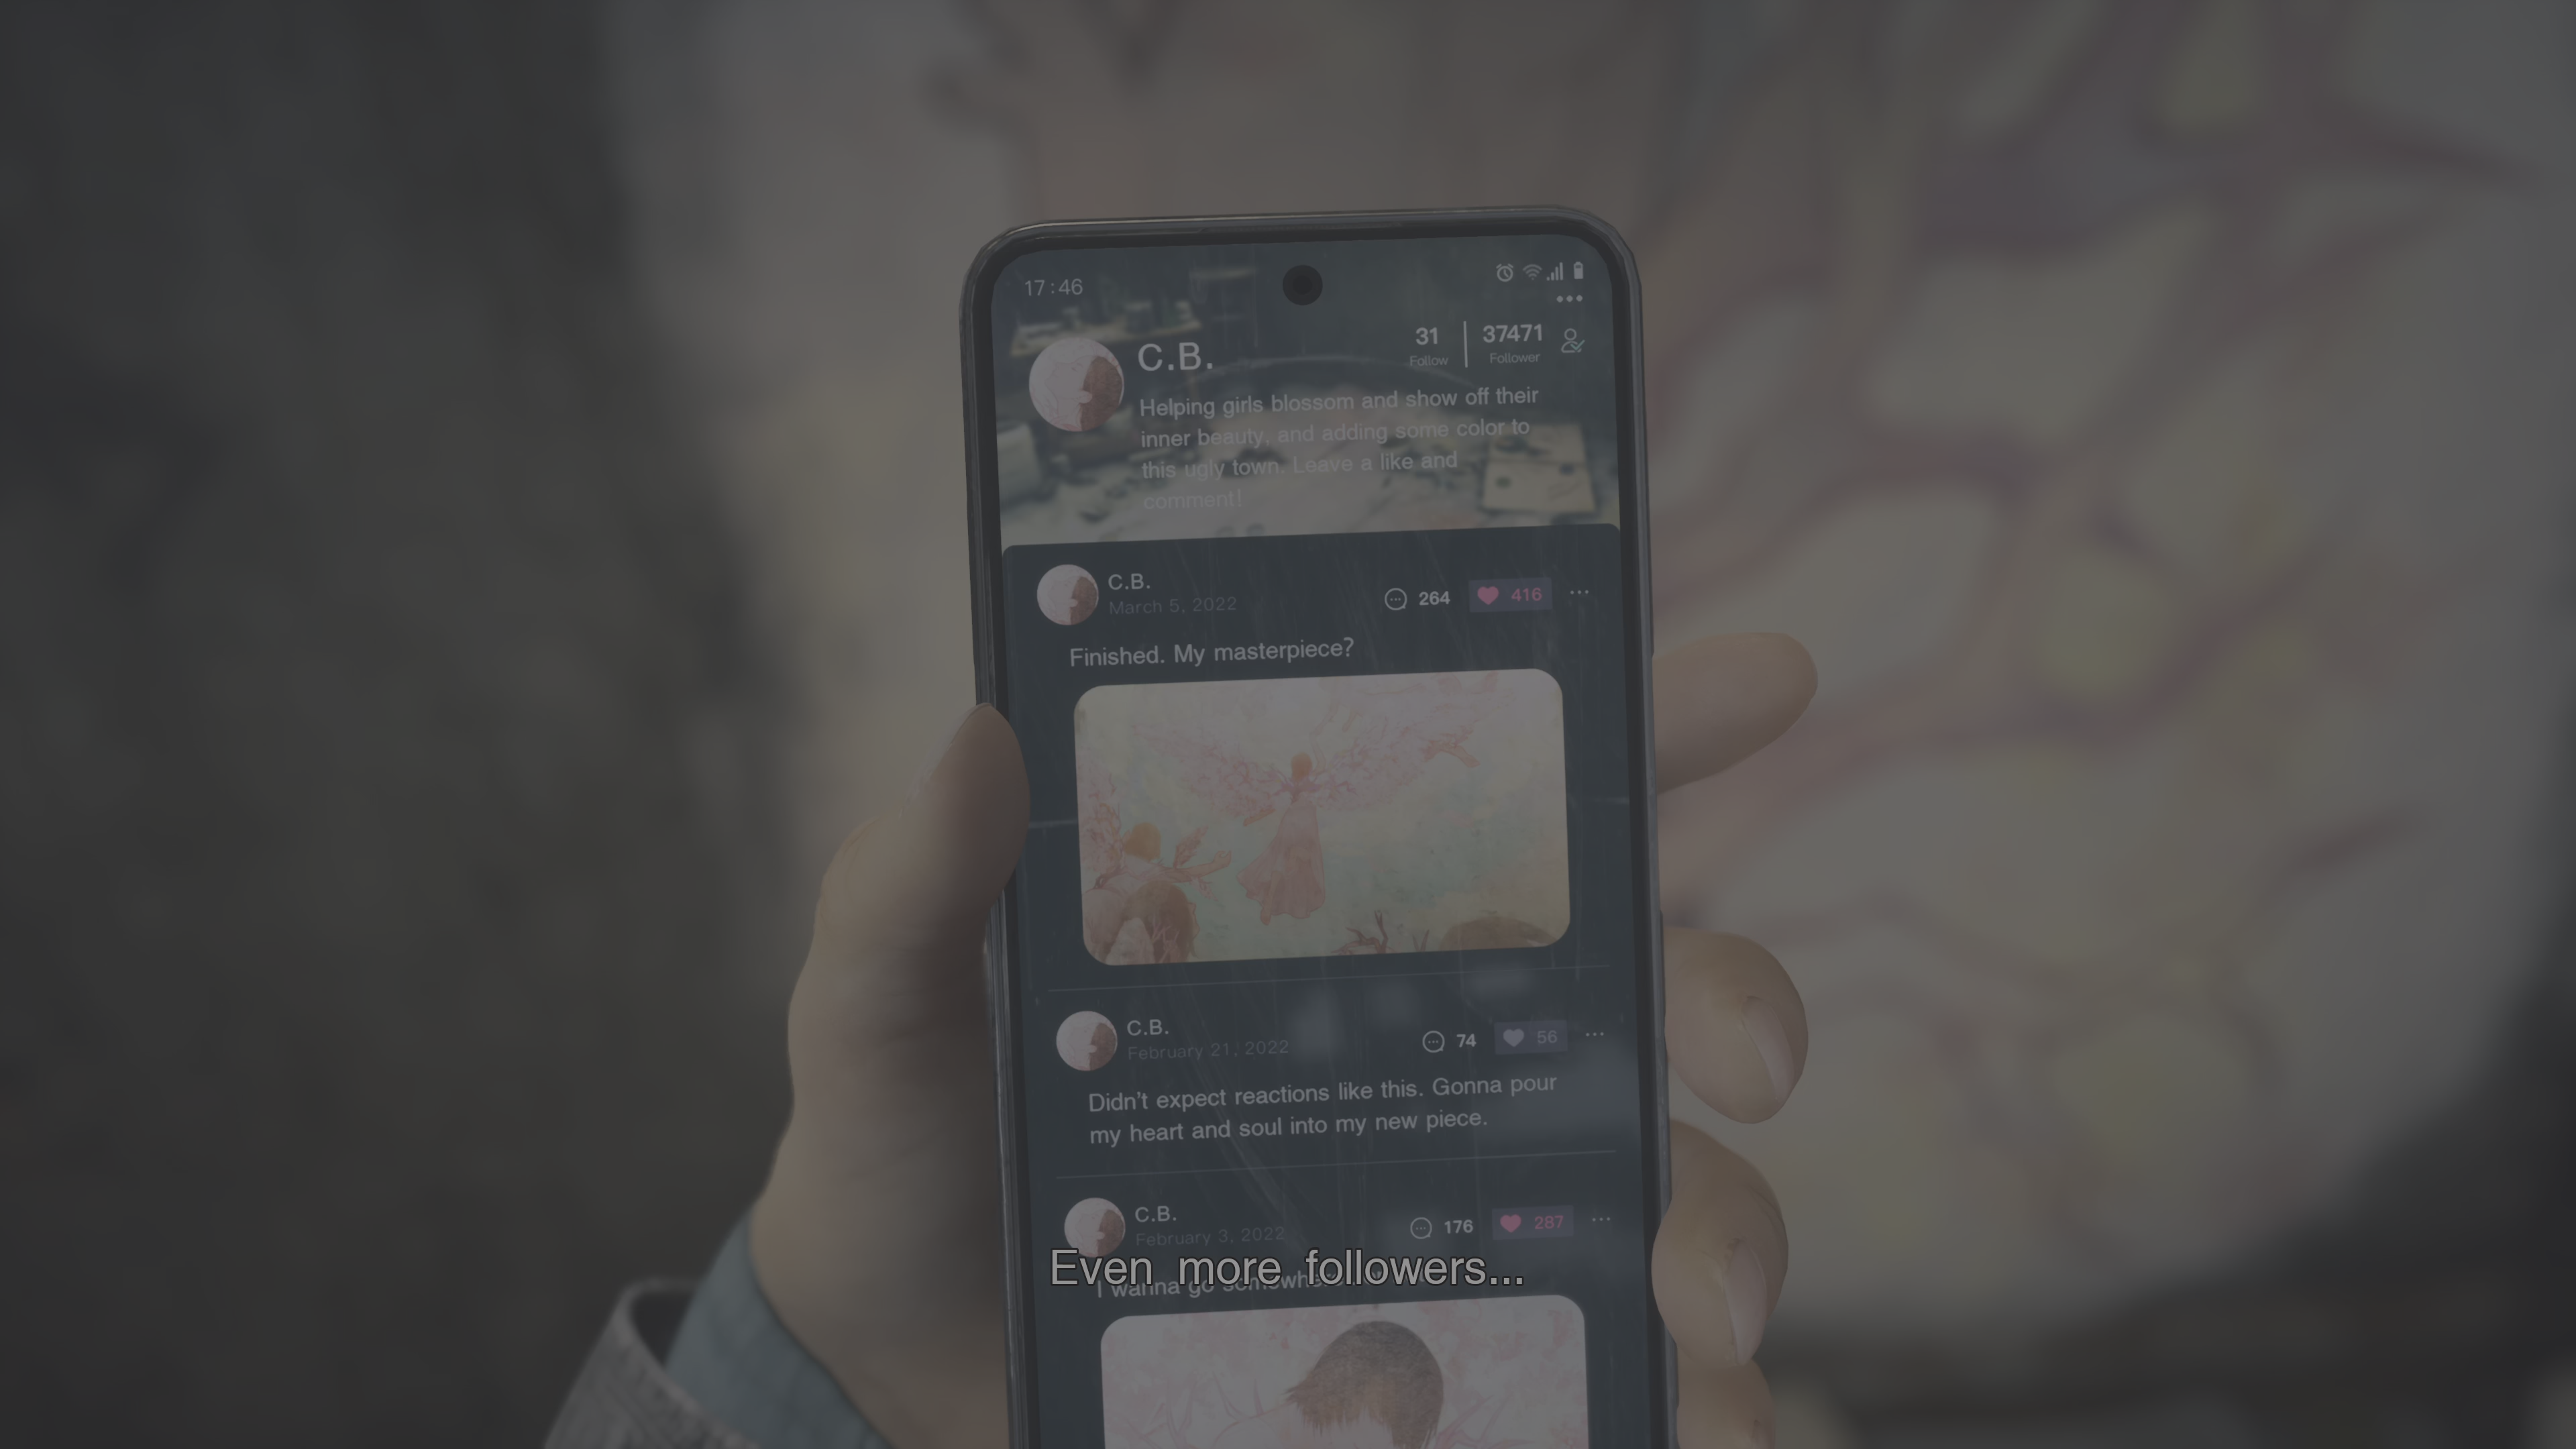 17:46
C.B.
31
Follow
37471
Follower
Helping girls blossom and show off their
inner beauty, and adding some color to
this ugly town. Leave a like and
comment!
C.B.
March 5, 2022
264
416
Finished. My masterpiece?
C.B.
February 21, 2022
74
56
Didn't expect reactions like this. Gonna pour
my heart and soul into my new piece.
C.B.
February 3, 2022
176
287
I wanna go
Even more followers...